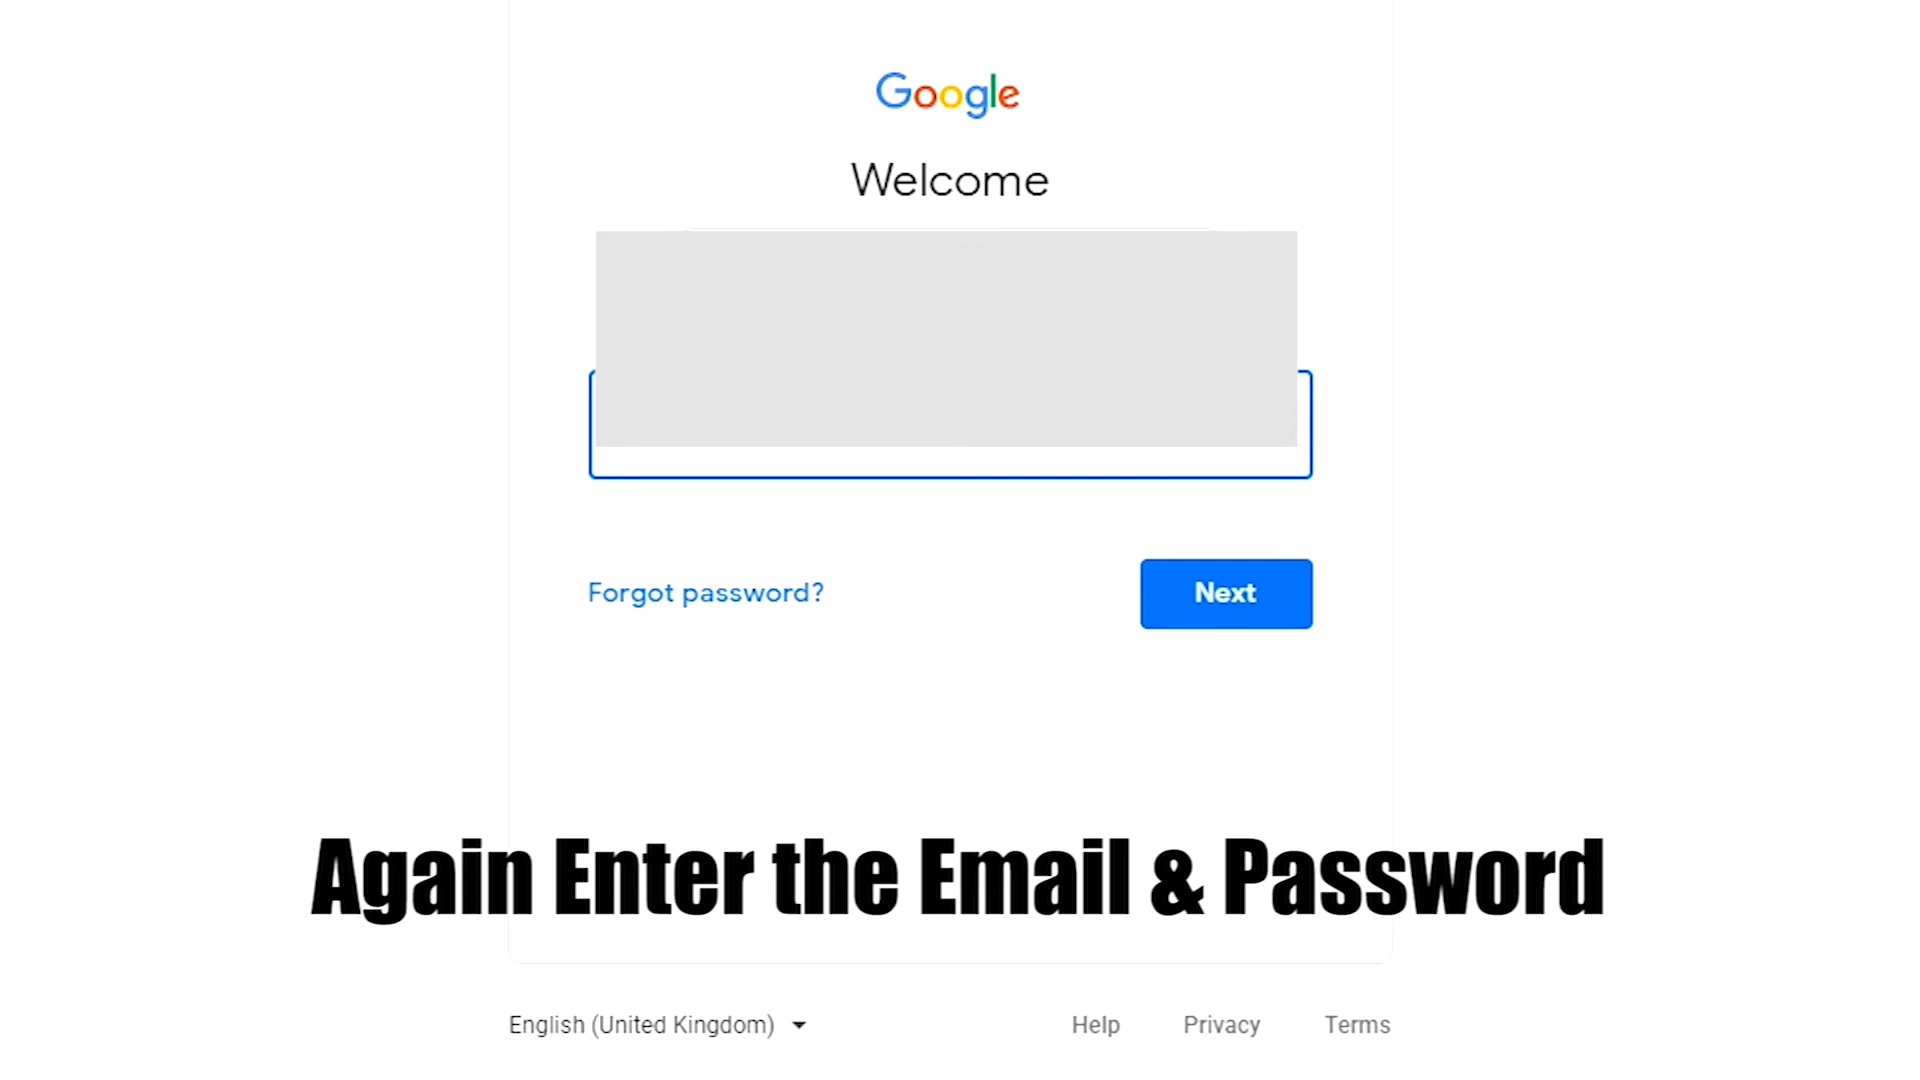 Google
Welcome
Forgot password?
Next
Again Enter the Email & Password
English (United Kingdom)
Help Privacy Terms